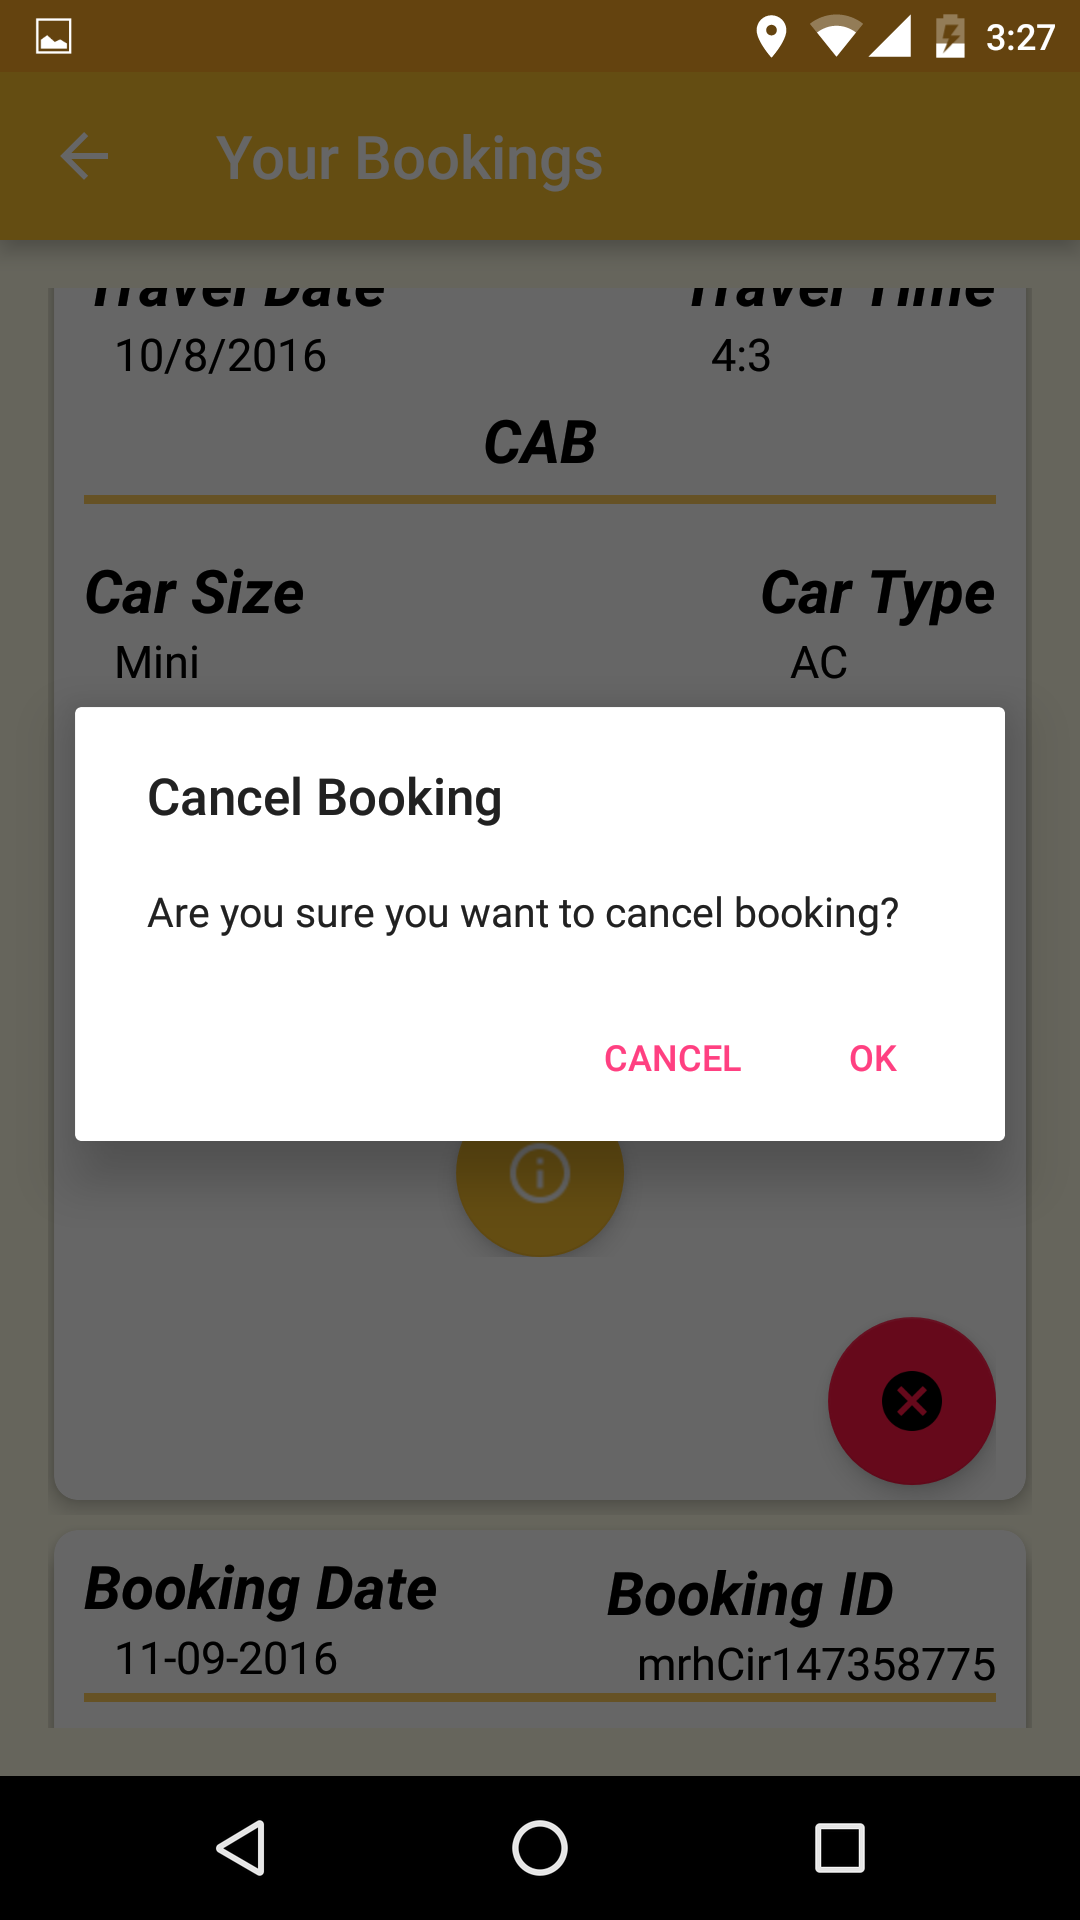 3:27
Your Bookings
Travel Date Travel Time
10/8/2016 4:3
CAB
Car Size Car Type
Mini AC
Cancel Booking
Are you sure you want to cancel booking?
CANCEL OK
Booking Date Booking ID
11-09-2016 mrhCir147358775